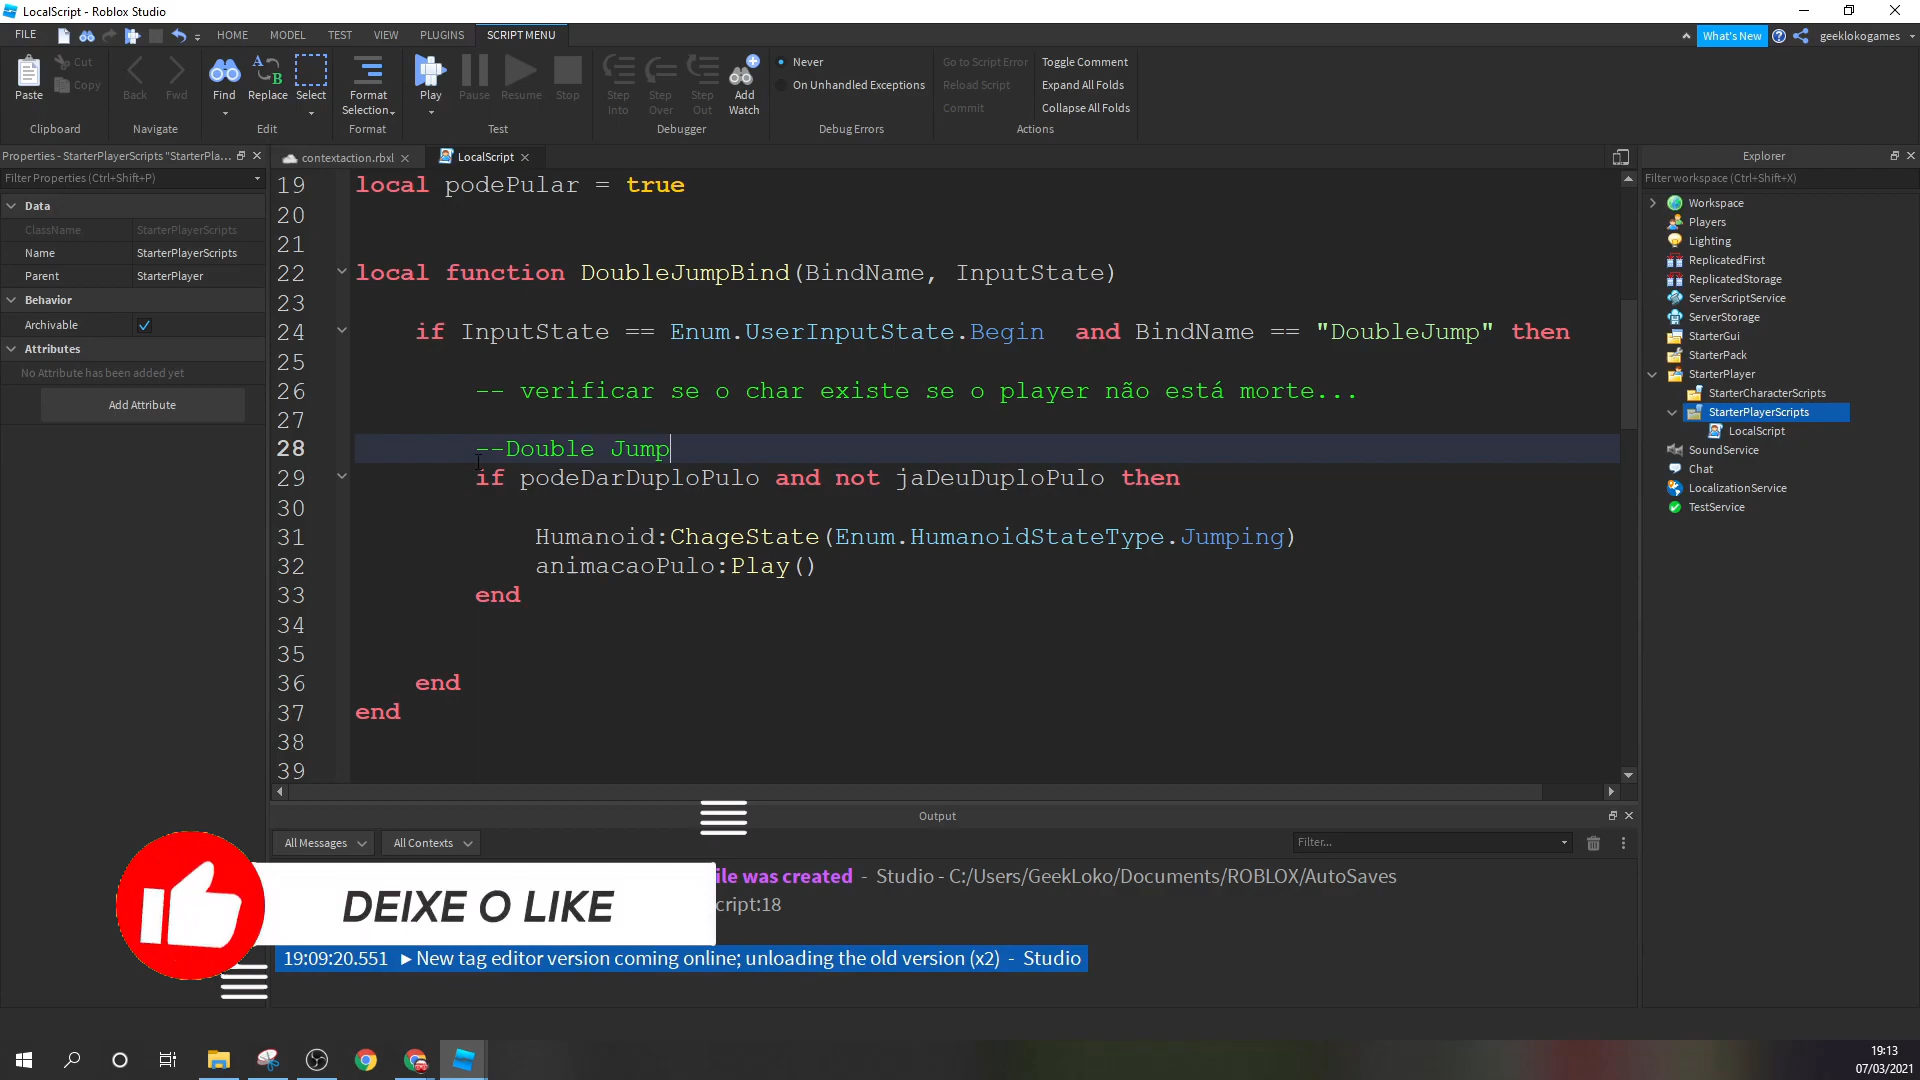 LocalScript - Roblox Studio
FILE HOME MODEL TEST VIEW PLUGINS SCRIPT MENU What's New geeklokogames
Paste
Cut
Copy
Clipboard
Back Fwd
Navigate
Find Replace Select
Edit
Format
Selection
Format
Play Pause Resume Stop
Test
Step
Into
Step
Over
Step
Out
Add
Watch
Debugger
Never
On Unhandled Exceptions
Debug Errors
Go to Script Error
Reload Script
Commit
Toggle Comment
Expand All Folds
Collapse All Folds
Actions
Properties - StarterPlayerScripts "StarterPla...
Filter Properties (Ctrl+Shift+P)
Data
ClassName StarterPlayerScripts
Name StarterPlayerScripts
Parent StarterPlayer
Behavior
Archivable
Attributes
No Attribute has been added yet
Add Attribute
contextaction.rbxl
LocalScript
19 local podePular = true
20
21
22 local function DoubleJumpBind(BindName, InputState)
23
24 if InputState == Enum.UserInputState.Begin and BindName == "DoubleJump" then
25
26 -- verificar se o char existe se o player não está morte...
27
28 --Double Jump
29 if podeDarDuploPulo and not jaDeuDuploPulo then
30
31 Humanoid:ChageState(Enum.HumanoidStateType.Jumping)
32 animacaoPulo:Play()
33 end
34
35
36 end
37 end
38
39
Explorer
Filter workspace (Ctrl+Shift+X)
Workspace
Players
Lighting
ReplicatedFirst
ReplicatedStorage
ServerScriptService
ServerStorage
StarterGui
StarterPack
StarterPlayer
StarterCharacterScripts
StarterPlayerScripts
LocalScript
SoundService
Chat
LocalizationService
TestService
Output
All Messages All Contexts Filter...
ile was created - Studio - C:/Users/GeekLoko/Documents/ROBLOX/AutoSaves
cript:18
19:09:20.551 ▶ New tag editor version coming online; unloading the old version (x2) - Studio
DEIXE O LIKE
19:13
07/03/2021